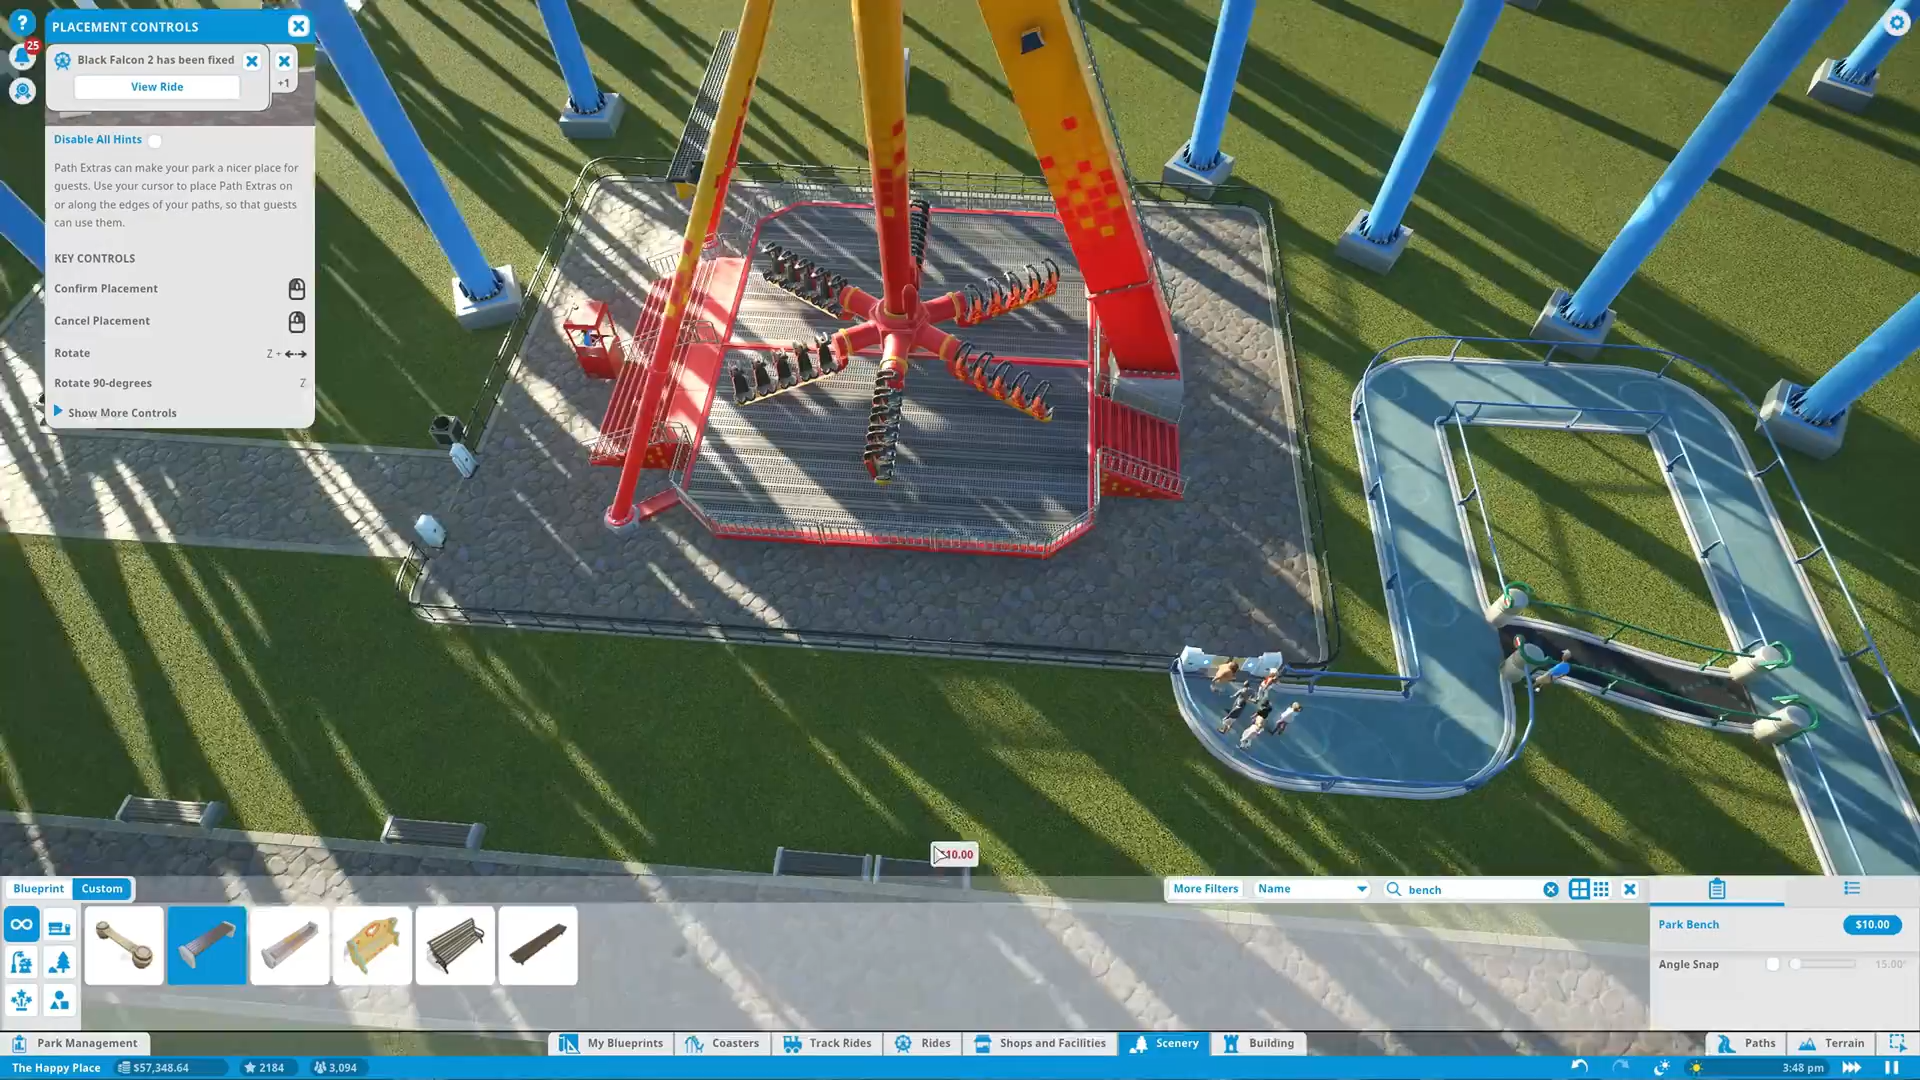 ?
25
PLACEMENT CONTROLS
Black Falcon 2 has been fixed
View Ride
+1
Disable All Hints
Path Extras can make your park a nicer place for
guests. Use your cursor to place Path Extras on
or along the edges of your paths, so that guests
can use them.
KEY CONTROLS
Confirm Placement
Cancel Placement
Rotate Z +
Rotate 90-degrees Z
Show More Controls
10.00
Blueprint Custom
More Filters Name bench
Park Bench $10.00
Angle Snap 15.00°
Park Management My Blueprints Coasters Track Rides Rides Shops and Facilities Scenery Building Paths Terrain
The Happy Place $57,348.64 2184 3,094 3:48 pm